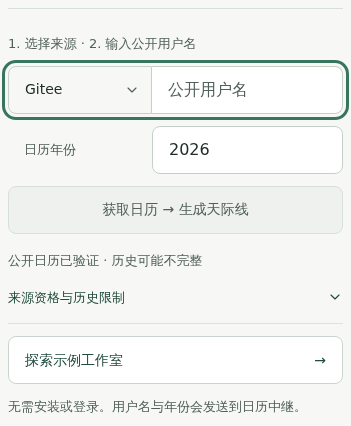 1. 选择来源 · 2. 输入公开用户名
Gitee
公开用户名
日历年份
2026
获取日历 → 生成天际线
公开日历已验证 · 历史可能不完整
来源资格与历史限制
探索示例工作室 →
无需安装或登录。用户名与年份会发送到日历中继。